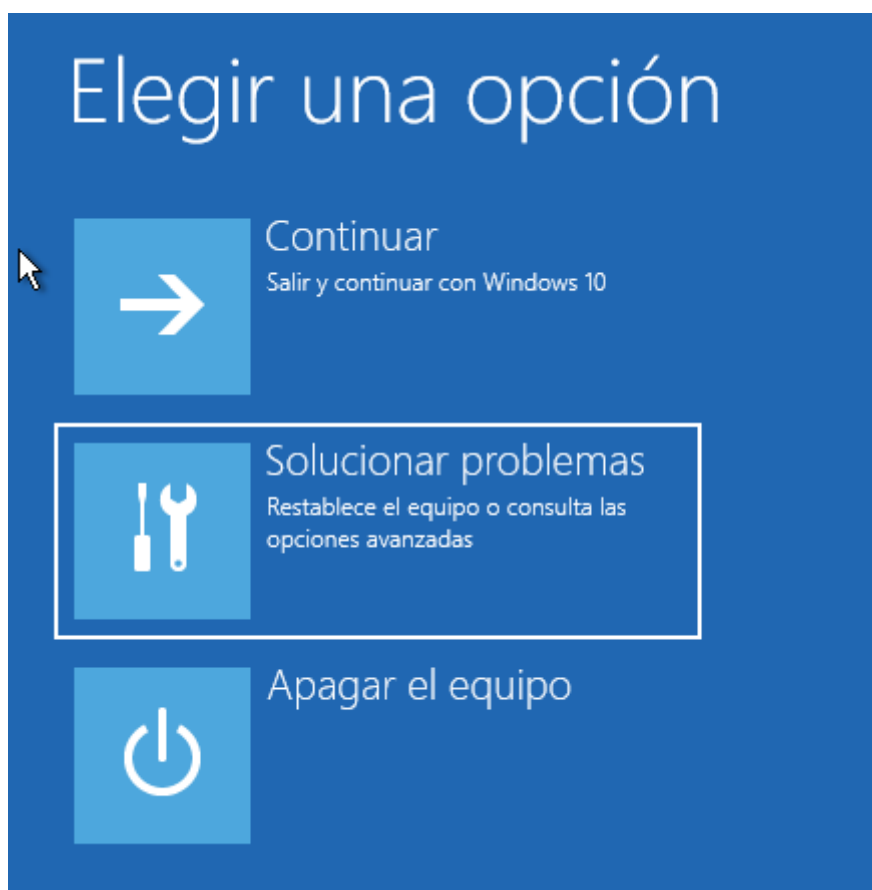 Elegir una opción
Continuar
Salir y continuar con Windows 10
Solucionar problemas
Restablece el equipo o consulta las
opciones avanzadas
Apagar el equipo